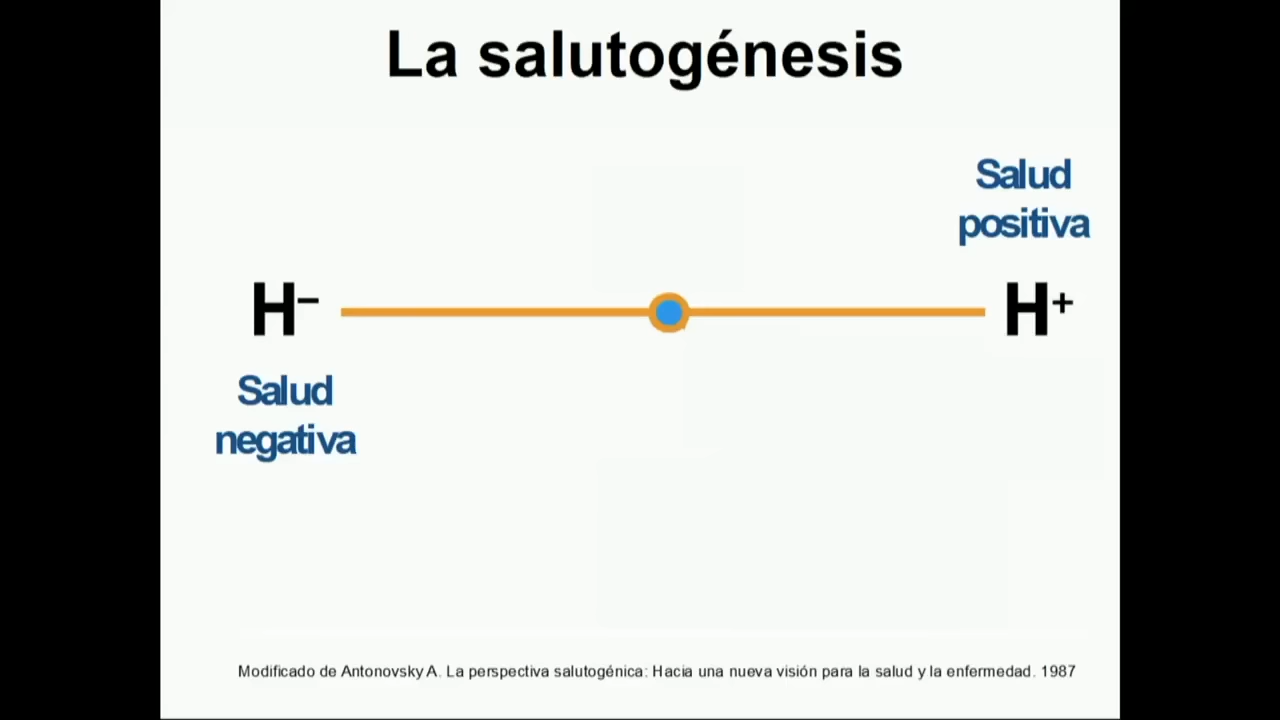 La salutogénesis
Salud
positiva
H–
H+
Salud
negativa
Modificado de Antonovsky A. La perspectiva salutogénica: Hacia una nueva visión para la salud y la enfermedad. 1987